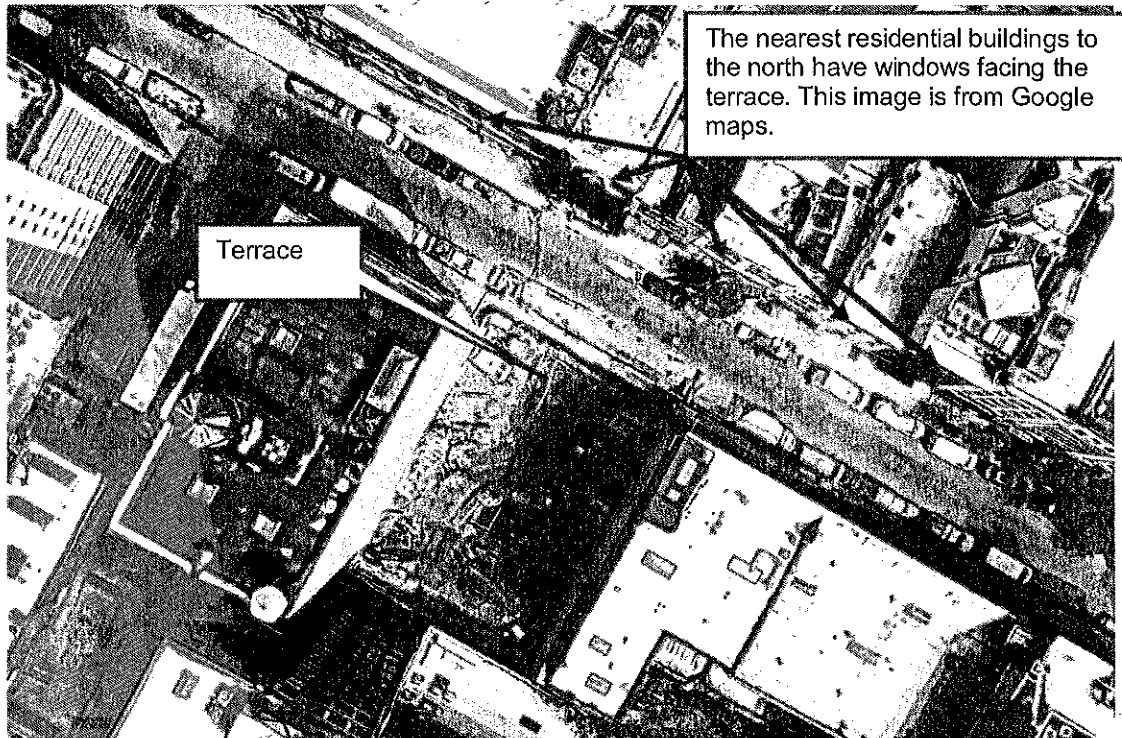 The nearest residential buildings to
the north have windows facing the
terrace. This image is from Google
maps.
Terrace